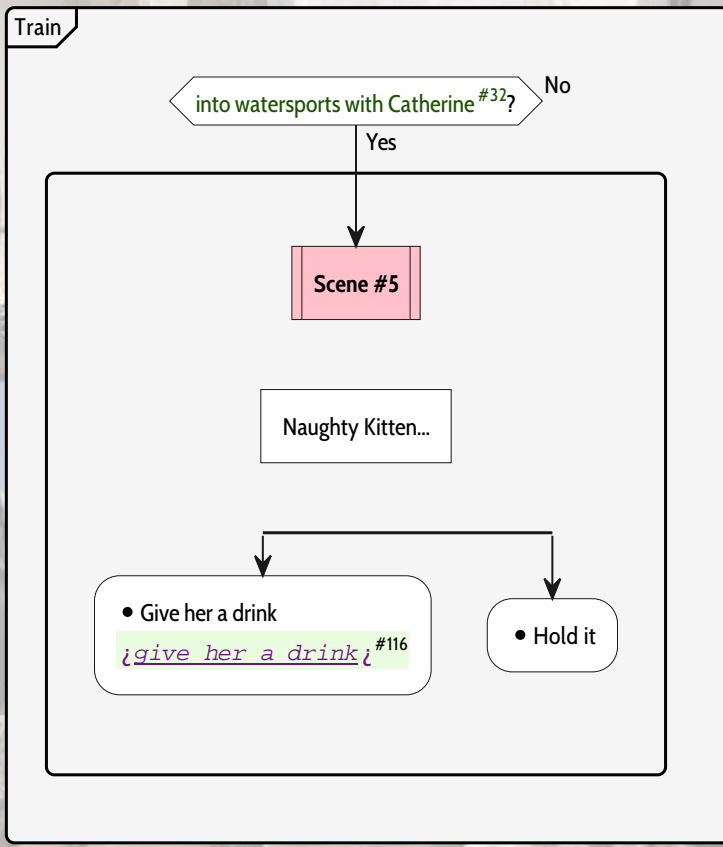 Train
into watersports with Catherine #32?
No
Yes
Scene #5
Naughty Kitten...
• Give her a drink
¿give her a drink¿#116
• Hold it